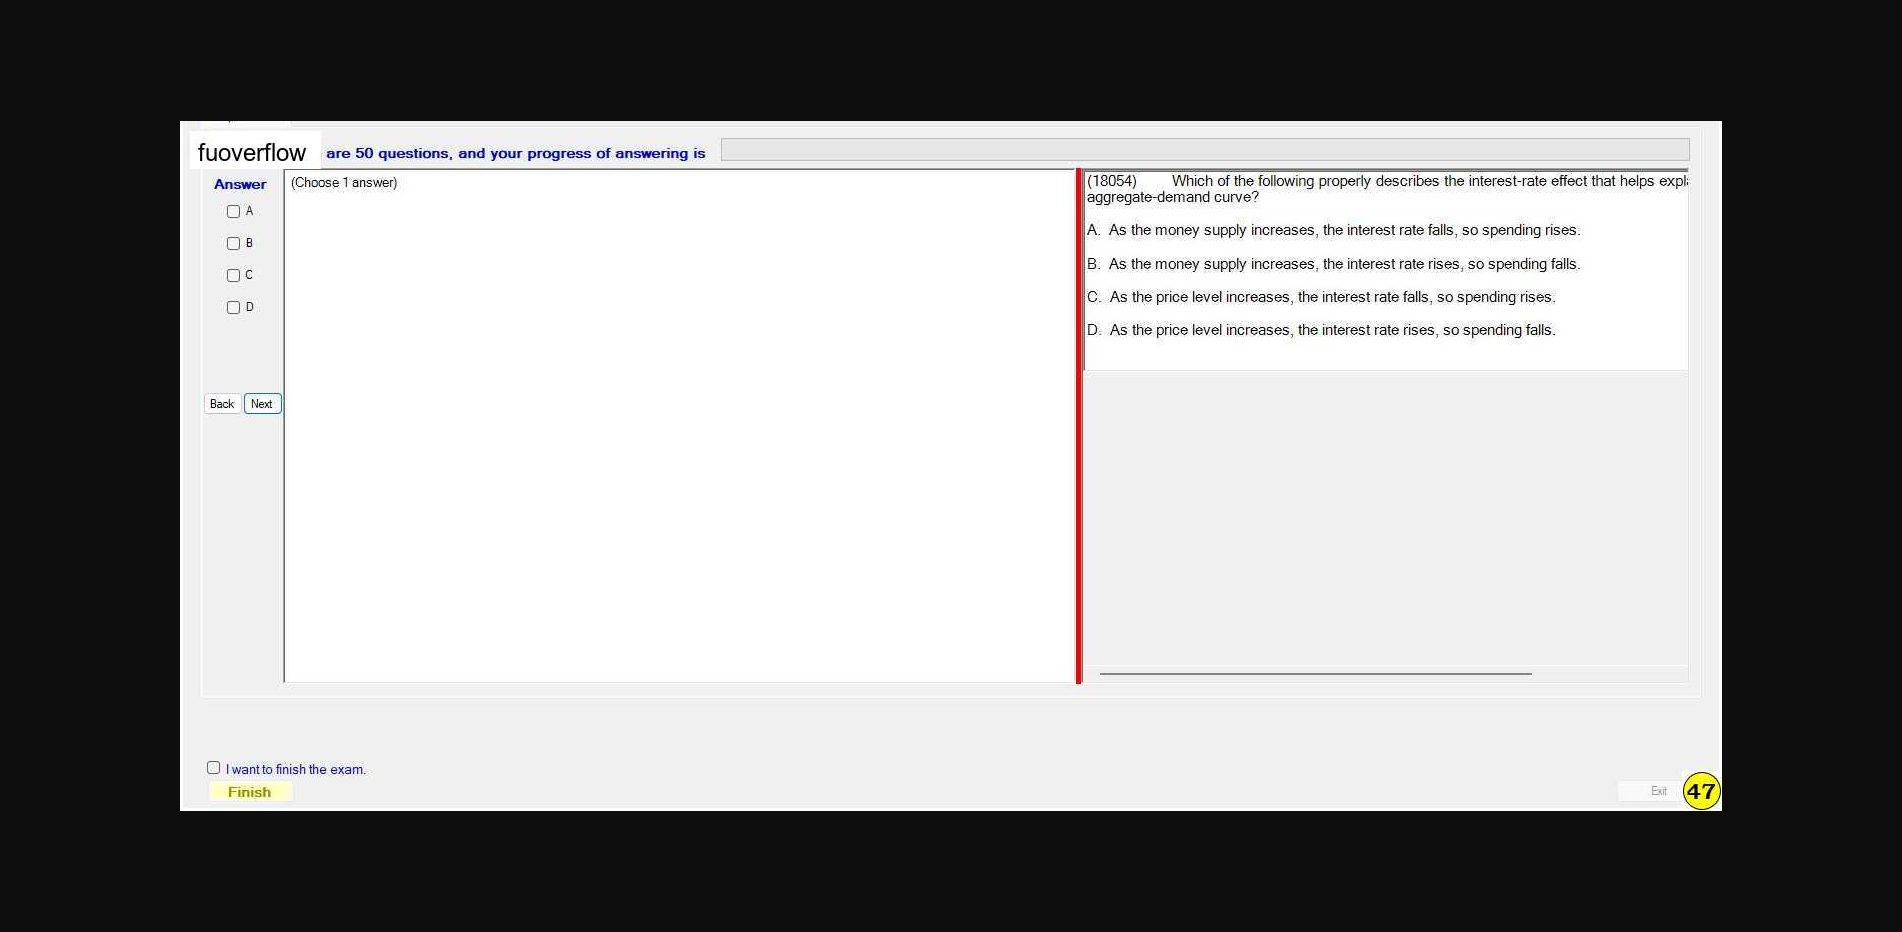 fuoverflow are 50 questions, and your progress of answering is
Answer
(Choose 1 answer)
A
B
C
D
Back Next
(18054) Which of the following properly describes the interest-rate effect that helps expl
aggregate-demand curve?
A. As the money supply increases, the interest rate falls, so spending rises.
B. As the money supply increases, the interest rate rises, so spending falls.
C. As the price level increases, the interest rate falls, so spending rises.
D. As the price level increases, the interest rate rises, so spending falls.
I want to finish the exam.
Finish
Exit
47